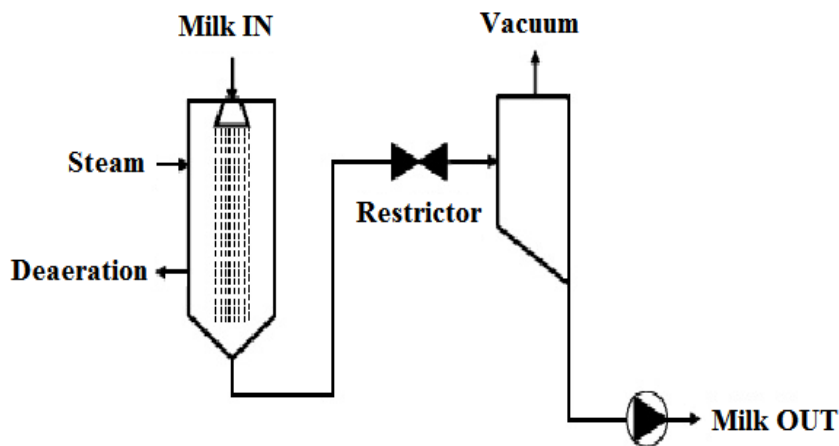 Milk IN
Vacuum
Steam
Restrictor
Deaeration
Milk OUT